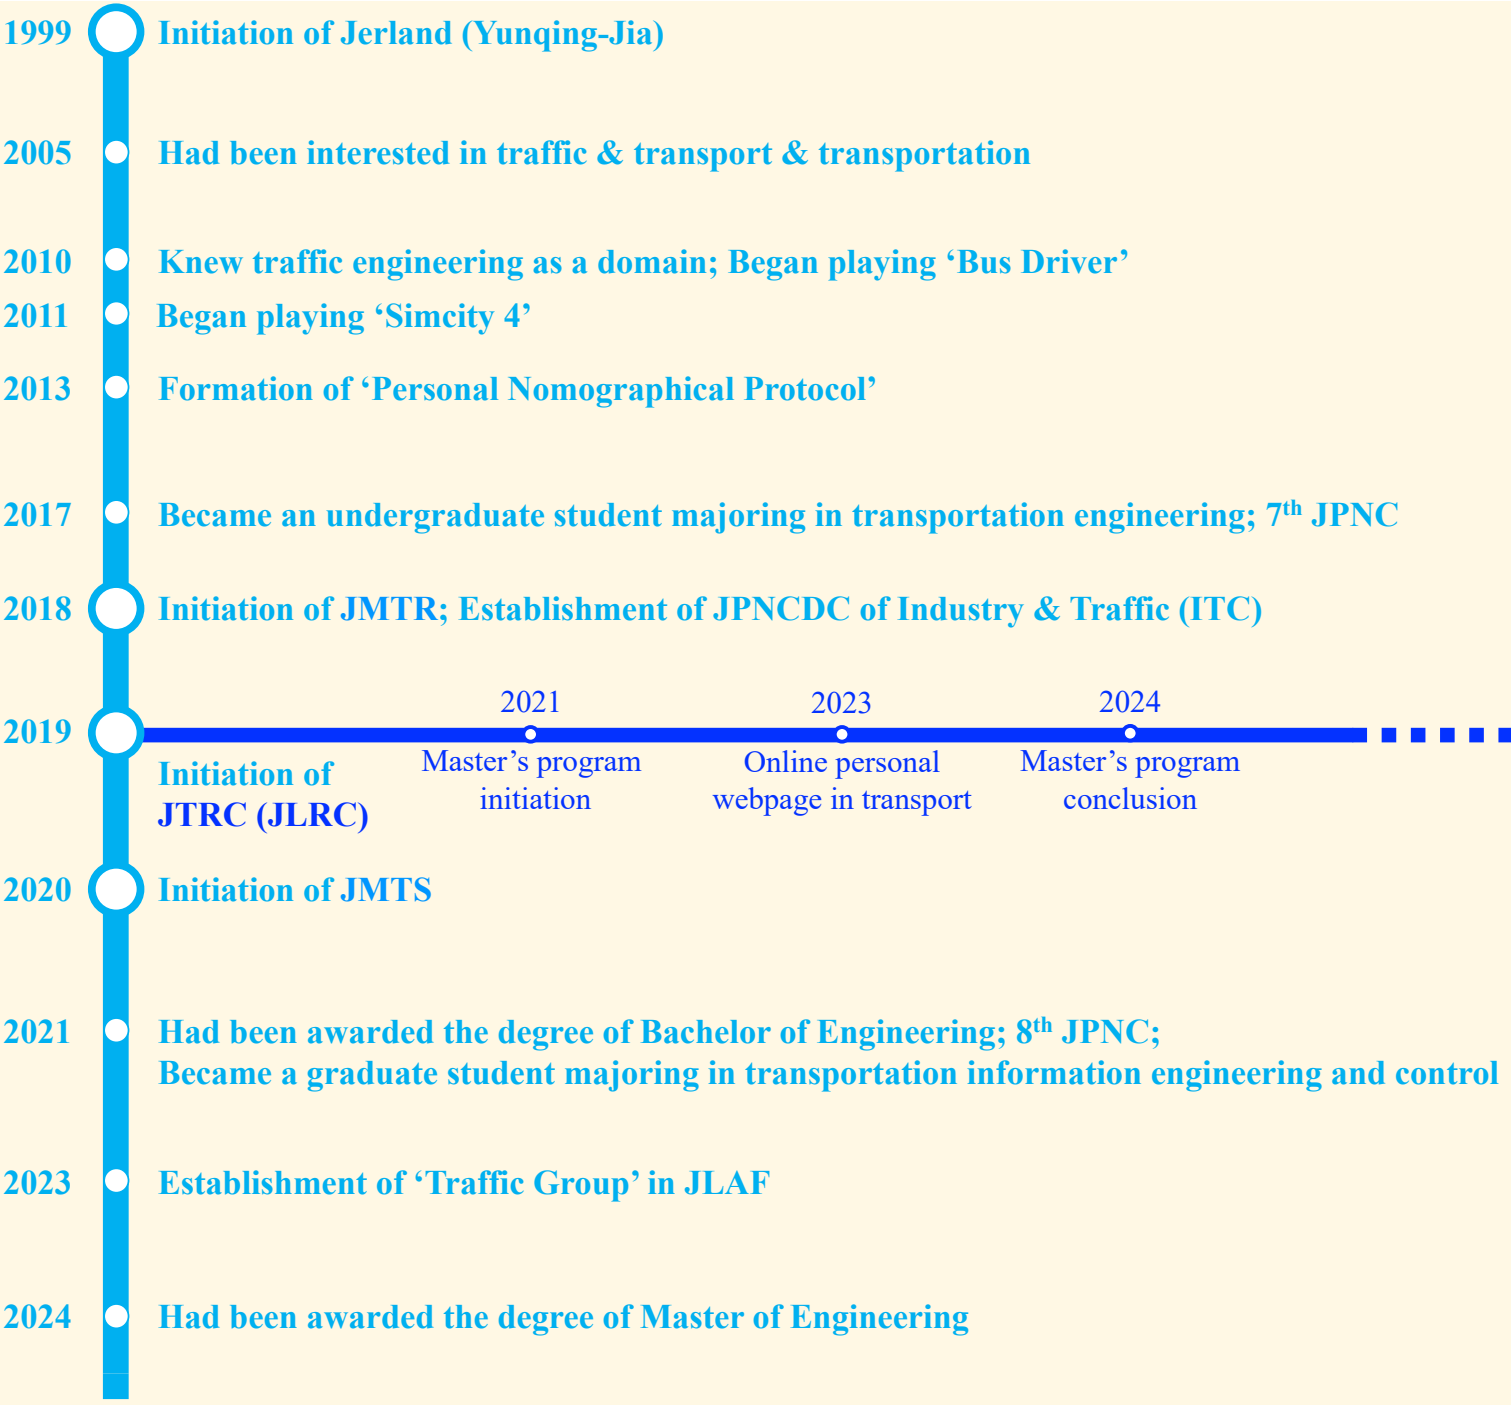 1999 Initiation of Jerland (Yunqing-Jia)
2005 Had been interested in traffic & transport & transportation
2010 Knew traffic engineering as a domain; Began playing ‘Bus Driver’
2011 Began playing ‘Simcity 4’
2013 Formation of ‘Personal Nomographical Protocol’
2017 Became an undergraduate student majoring in transportation engineering; 7th JPNC
2018 Initiation of JMTR; Establishment of JPNCDC of Industry & Traffic (ITC)
2019
Initiation of
JTRC (JLRC)
2021
Master’s program
initiation
2023
Online personal
webpage in transport
2024
Master’s program
conclusion
2020 Initiation of JMTS
2021 Had been awarded the degree of Bachelor of Engineering; 8th JPNC;
Became a graduate student majoring in transportation information engineering and control
2023 Establishment of ‘Traffic Group’ in JLAF
2024 Had been awarded the degree of Master of Engineering